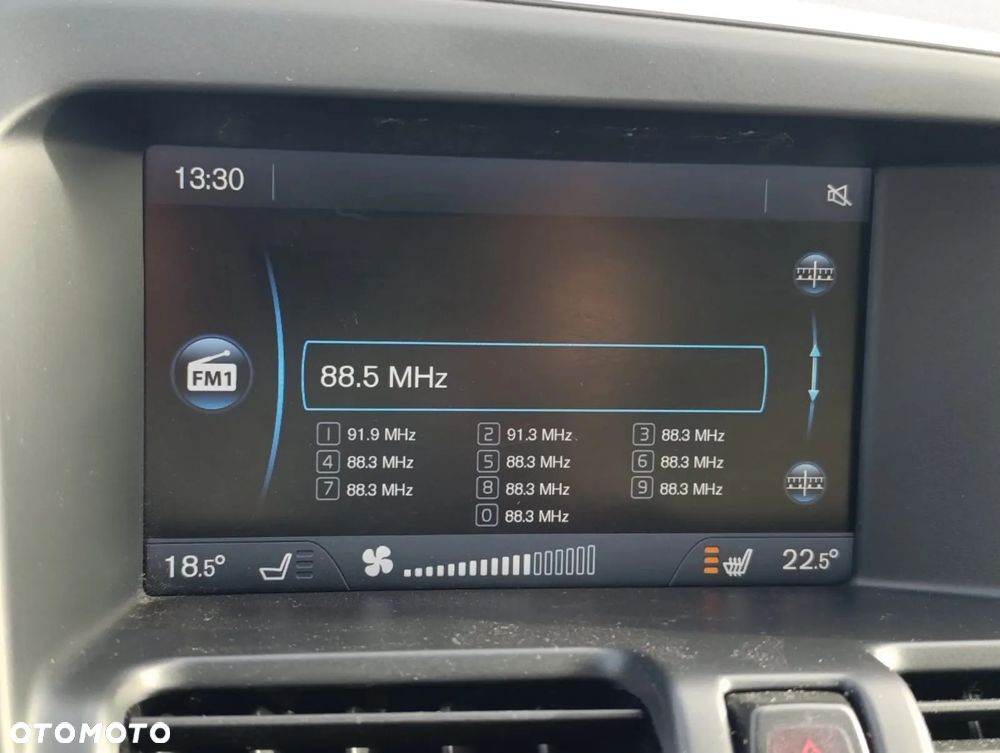 13:30
FM1
88.5 MHz
1 91.9 MHz 2 91.3 MHz 3 88.3 MHz
4 88.3 MHz 5 88.3 MHz 6 88.3 MHz
7 88.3 MHz 8 88.3 MHz 9 88.3 MHz
0 88.3 MHz
18.5° 22.5°
OTOMOTO